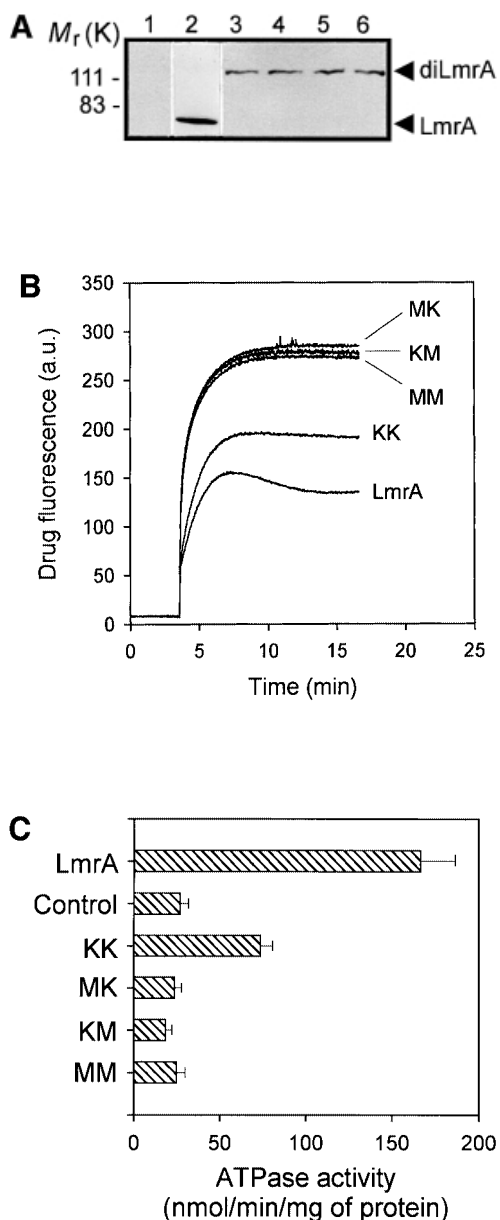 A
Mr (K) 1 2 3 4 5 6
111 -
83 -
diLmrA
LmrA
B
Drug fluorescence (a.u.)
350
300
250
200
150
100
50
0
MK
KM
MM
KK
LmrA
0 5 10 15 20 25
Time (min)
C
LmrA
Control
KK
MK
KM
MM
0 50 100 150 200
ATPase activity
(nmol/min/mg of protein)